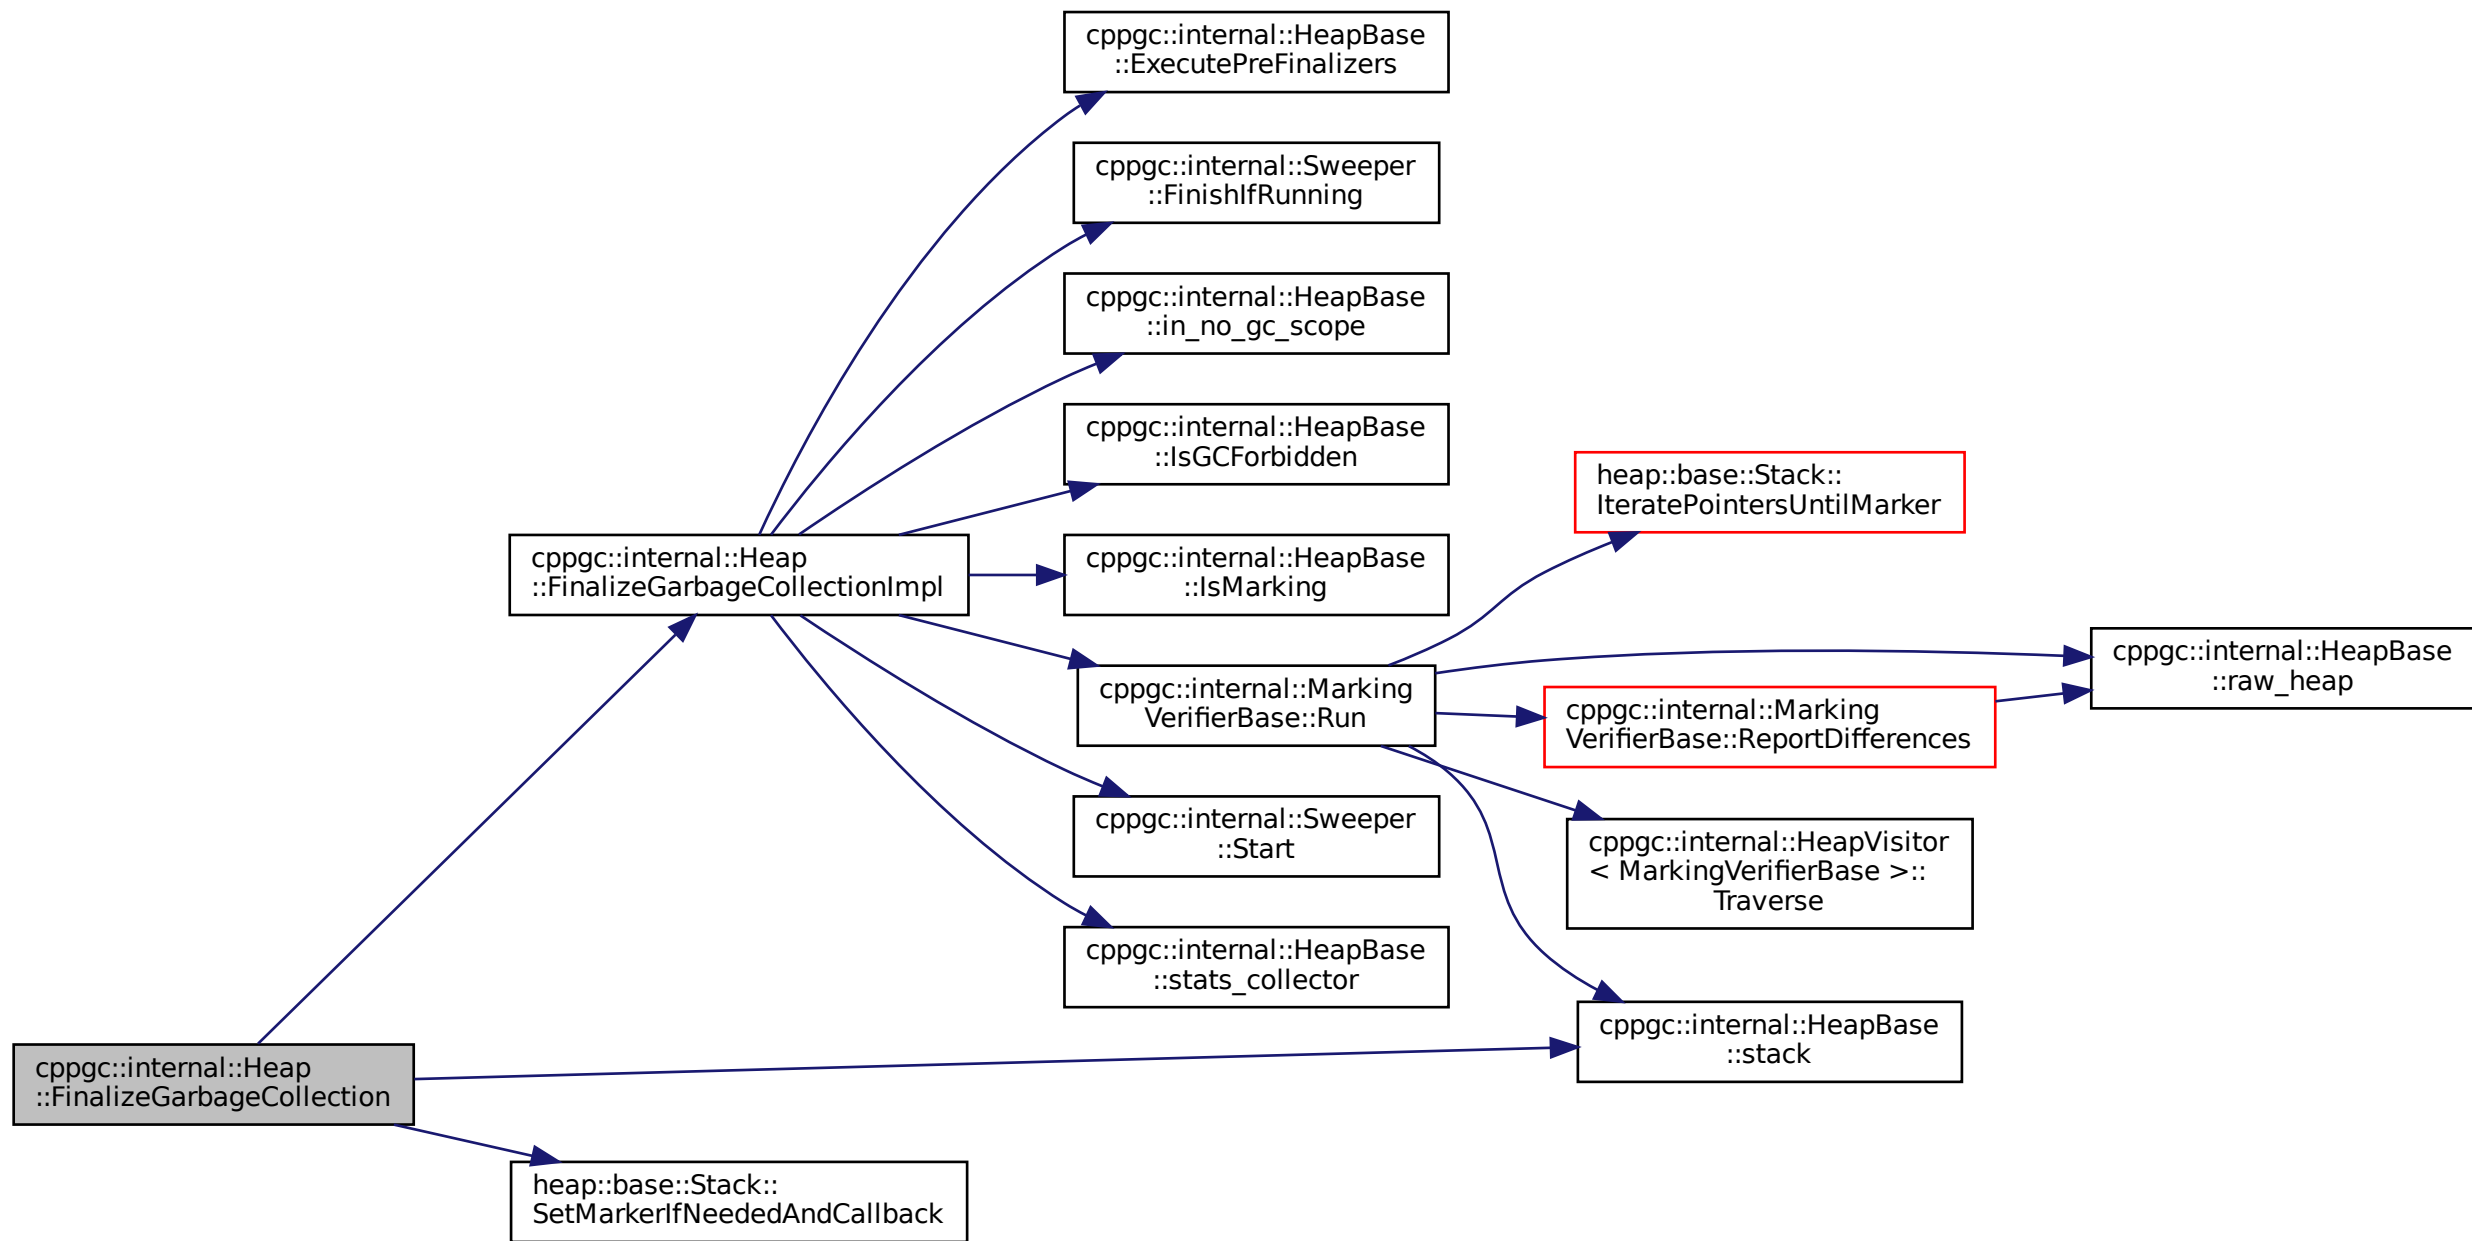 cppgc::internal::HeapBase
::ExecutePreFinalizers
cppgc::internal::Sweeper
::FinishIfRunning
cppgc::internal::HeapBase
::in_no_gc_scope
cppgc::internal::HeapBase
::IsGCForbidden
cppgc::internal::Heap
::FinalizeGarbageCollectionImpl
cppgc::internal::HeapBase
::IsMarking
heap::base::Stack::
IteratePointersUntilMarker
cppgc::internal::HeapBase
::raw_heap
cppgc::internal::Marking
VerifierBase::Run
cppgc::internal::Marking
VerifierBase::ReportDifferences
cppgc::internal::Sweeper
::Start
cppgc::internal::HeapVisitor
< MarkingVerifierBase >::
Traverse
cppgc::internal::HeapBase
::stats_collector
cppgc::internal::HeapBase
::stack
cppgc::internal::Heap
::FinalizeGarbageCollection
heap::base::Stack::
SetMarkerIfNeededAndCallback